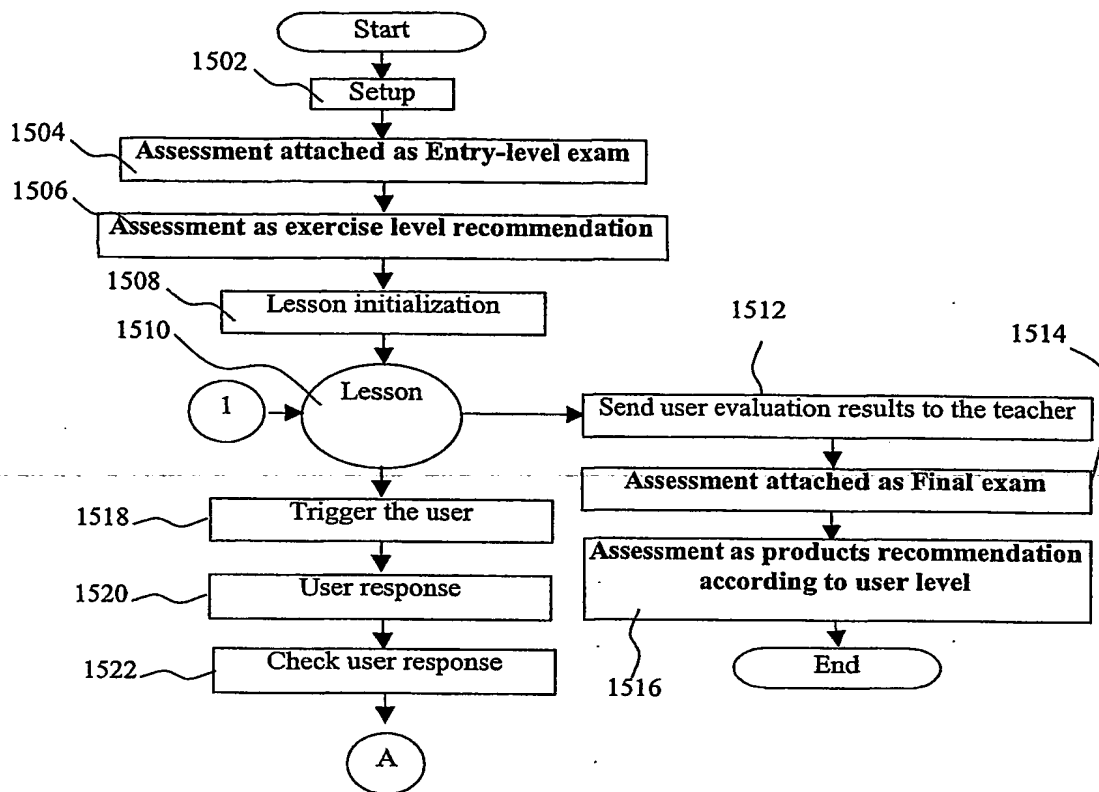 Start
1502
Setup
1504
Assessment attached as Entry-level exam
1506
Assessment as exercise level recommendation
1508
Lesson initialization
1510
1
Lesson
1512
1514
Send user evaluation results to the teacher
Assessment attached as Final exam
Assessment as products recommendation
according to user level
1516
End
1518
Trigger the user
1520
User response
1522
Check user response
A